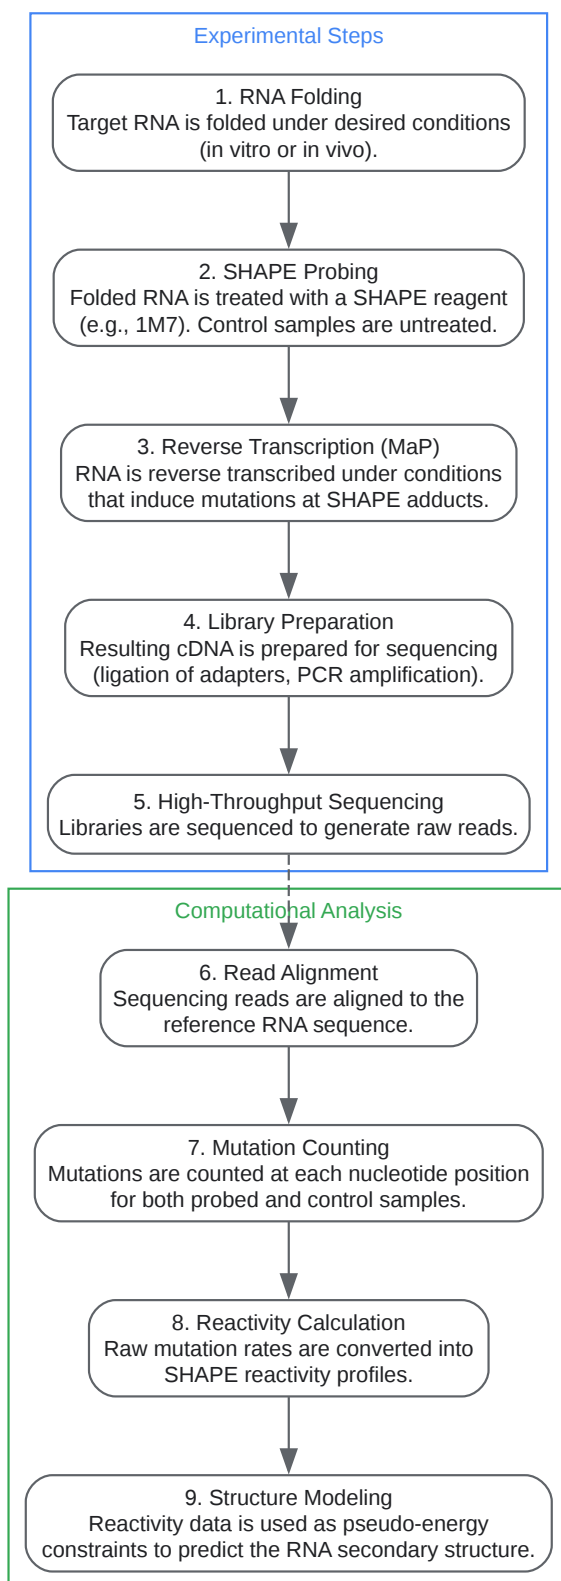 Experimental Steps
1. RNA Folding
Target RNA is folded under desired conditions
(in vitro or in vivo).
2. SHAPE Probing
Folded RNA is treated with a SHAPE reagent
(e.g., 1M7). Control samples are untreated.
3. Reverse Transcription (MaP)
RNA is reverse transcribed under conditions
that induce mutations at SHAPE adducts.
4. Library Preparation
Resulting cDNA is prepared for sequencing
(ligation of adapters, PCR amplification).
5. High-Throughput Sequencing
Libraries are sequenced to generate raw reads.
Computational Analysis
6. Read Alignment
Sequencing reads are aligned to the
reference RNA sequence.
7. Mutation Counting
Mutations are counted at each nucleotide position
for both probed and control samples.
8. Reactivity Calculation
Raw mutation rates are converted into
SHAPE reactivity profiles.
9. Structure Modeling
Reactivity data is used as pseudo-energy
constraints to predict the RNA secondary structure.